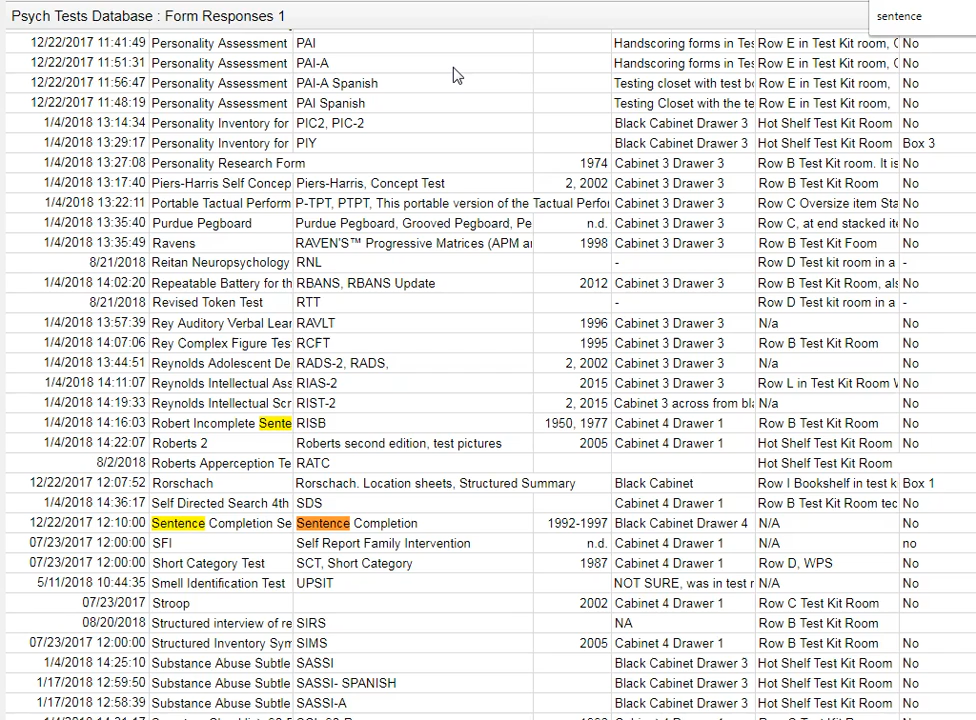 Psych Tests Database : Form Responses 1
sentence
12/22/2017 11:41:49 Personality Assessment PAI Handscoring forms in Tes Row E in Test Kit room, C No
12/22/2017 11:51:31 Personality Assessment PAI-A Handscoring forms in Tes Row E in Test Kit room, C No
12/22/2017 11:56:47 Personality Assessment PAI-A Spanish Testing closet with test bo Row E in Test Kit room, No
12/22/2017 11:48:19 Personality Assessment PAI Spanish Testing Closet with the te Row E in Test Kit room, No
1/4/2018 13:14:34 Personality Inventory for PIC2, PIC-2 Black Cabinet Drawer 3 Hot Shelf Test Kit Room No
1/4/2018 13:29:17 Personality Inventory for PIY Black Cabinet Drawer 3 Hot Shelf Test Kit Room Box 3
1/4/2018 13:27:08 Personality Research Form 1974 Cabinet 3 Drawer 3 Row B Test Kit room. It is No
1/4/2018 13:17:40 Piers-Harris Self Concep Piers-Harris, Concept Test 2, 2002 Cabinet 3 Drawer 3 Row B Test Kit Room No
1/4/2018 13:22:11 Portable Tactual Perform P-TPT, PTPT, This portable version of the Tactual Perfor Cabinet 3 Drawer 3 Row C Oversize item Sta No
1/4/2018 13:35:40 Purdue Pegboard Purdue Pegboard, Grooved Pegboard, Pe n.d. Cabinet 3 Drawer 3 Row C, at end stacked ite No
1/4/2018 13:35:49 Ravens RAVEN'S™ Progressive Matrices (APM ar 1998 Cabinet 3 Drawer 3 Row B Test Kit Foom No
8/21/2018 Reitan Neuropsychology RNL - Row D Test kit room in a -
1/4/2018 14:02:20 Repeatable Battery for th RBANS, RBANS Update 2012 Cabinet 3 Drawer 3 Row B Test Kit Room, als No
8/21/2018 Revised Token Test RTT - Row D Test kit room in a -
1/4/2018 13:57:39 Rey Auditory Verbal Lear RAVLT 1996 Cabinet 3 Drawer 3 N/a No
1/4/2018 14:07:06 Rey Complex Figure Tes RCFT 1995 Cabinet 3 Drawer 3 Row B Test Kit Room No
1/4/2018 13:44:51 Reynolds Adolescent De RADS-2, RADS, 2, 2002 Cabinet 3 Drawer 3 N/a No
1/4/2018 14:11:07 Reynolds Intellectual Ass RIAS-2 2015 Cabinet 3 Drawer 3 Row L in Test Kit Room W No
1/4/2018 14:19:33 Reynolds Intellectual Scr RIST-2 2, 2015 Cabinet 3 across from bla N/a No
1/4/2018 14:16:03 Robert Incomplete Sente RISB 1950, 1977 Cabinet 4 Drawer 1 Row B Test Kit Room No
1/4/2018 14:22:07 Roberts 2 Roberts second edition, test pictures 2005 Cabinet 4 Drawer 1 Hot Shelf Test Kit Room No
8/2/2018 Roberts Apperception Te RATC Hot Shelf Test Kit Room
12/22/2017 12:07:52 Rorschach Rorschach. Location sheets, Structured Summary Black Cabinet Row I Bookshelf in test k Box 1
1/4/2018 14:36:17 Self Directed Search 4th SDS Cabinet 4 Drawer 1 Row B Test Kit Room tec No
12/22/2017 12:10:00 Sentence Completion Se Sentence Completion 1992-1997 Black Cabinet Drawer 4 N/A No
07/23/2017 12:00:00 SFI Self Report Family Intervention n.d. Cabinet 4 Drawer 1 N/A no
07/23/2017 12:00:00 Short Category Test SCT, Short Category 1987 Cabinet 4 Drawer 1 Row D, WPS No
5/11/2018 10:44:35 Smell Identification Test UPSIT NOT SURE, was in test r N/A No
07/23/2017 Stroop 2002 Cabinet 4 Drawer 1 Row C Test Kit Room No
08/20/2018 Structured interview of re SIRS NA Row B Test Kit Room
07/23/2017 12:00:00 Structured Inventory Sym SIMS 2005 Cabinet 4 Drawer 1 Row B Test Kit Room No
1/4/2018 14:25:10 Substance Abuse Subtle SASSI Black Cabinet Drawer 3 Hot Shelf Test Kit Room No
1/17/2018 12:59:50 Substance Abuse Subtle SASSI- SPANISH Black Cabinet Drawer 3 Hot Shelf Test Kit Room No
1/17/2018 12:58:39 Substance Abuse Subtle SASSI-A Black Cabinet Drawer 3 Hot Shelf Test Kit Room No